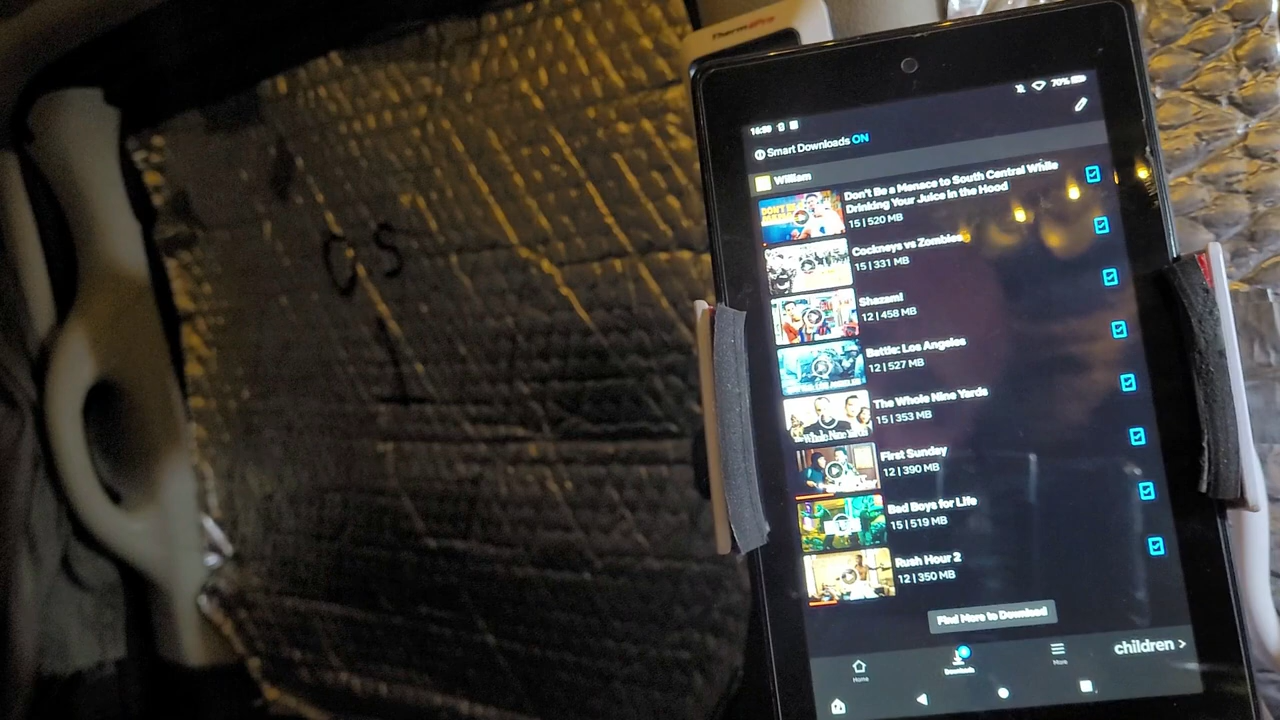 ThermoPro
OS
70%
Smart Downloads ON
William
Don't Be a Menace to South Central While
Drinking Your Juice in the Hood
15 | 520 MB
Cockneys vs Zombies
15 | 331 MB
Shazam!
12 | 458 MB
Battle: Los Angeles
12 | 527 MB
The Whole Nine Yards
15 | 353 MB
First Sunday
12 | 390 MB
Bad Boys for Life
15 | 519 MB
Rush Hour 2
12 | 350 MB
Find More to Download
Home
Downloads
More
children >